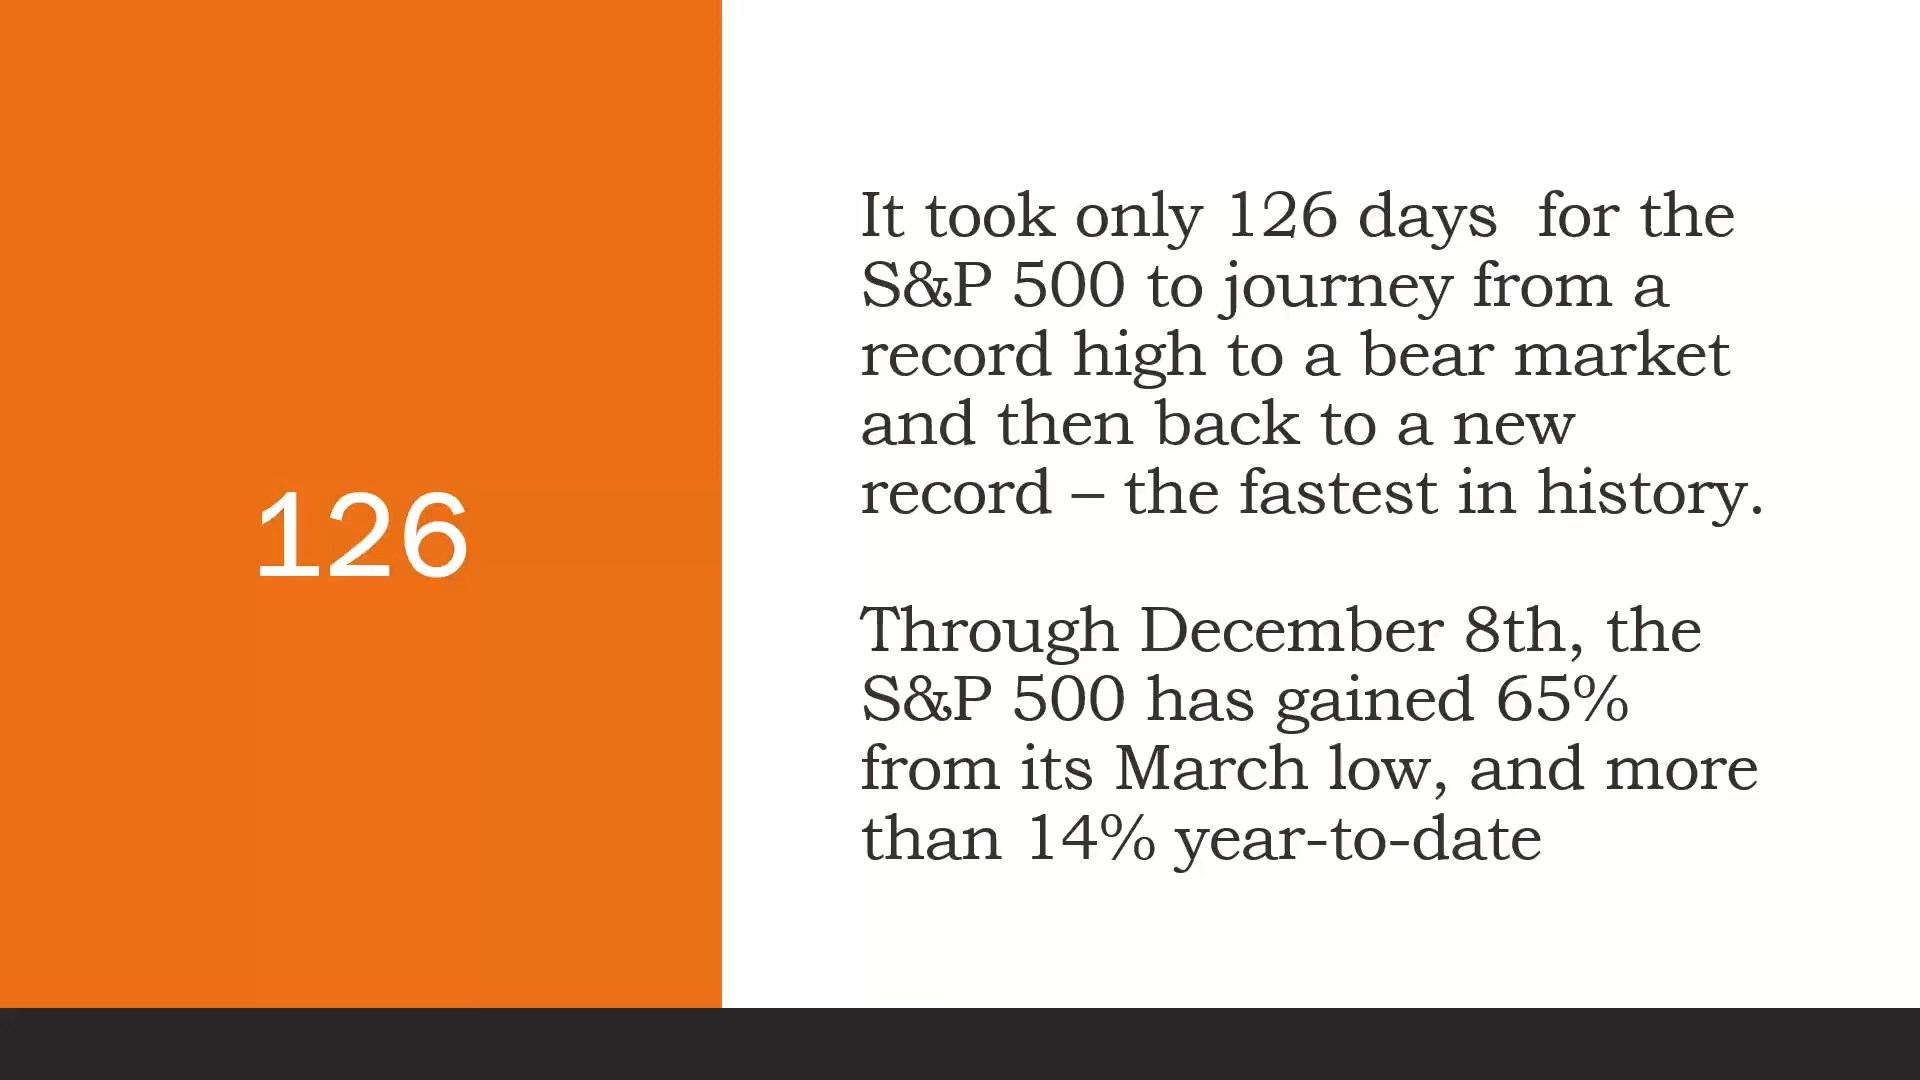 126
It took only 126 days  for the
S&P 500 to journey from a
record high to a bear market
and then back to a new
record – the fastest in history.
Through December 8th, the
S&P 500 has gained 65%
from its March low, and more
than 14% year-to-date